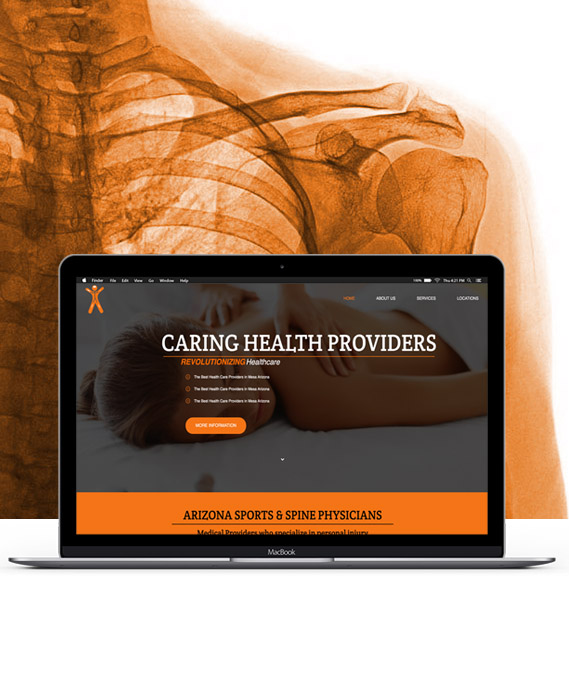 Finder File Edit View Go Window Help 100% Thu 4:21 PM
HOME ABOUT US SERVICES LOCATIONS
CARING HEALTH PROVIDERS
REVOLUTIONIZING Healthcare
The Best Health Care Providers in Mesa Arizona
The Best Health Care Providers in Mesa Arizona
The Best Health Care Providers in Mesa Arizona
MORE INFORMATION
ARIZONA SPORTS & SPINE PHYSICIANS
Medical Providers who specialize in personal injury
MacBook